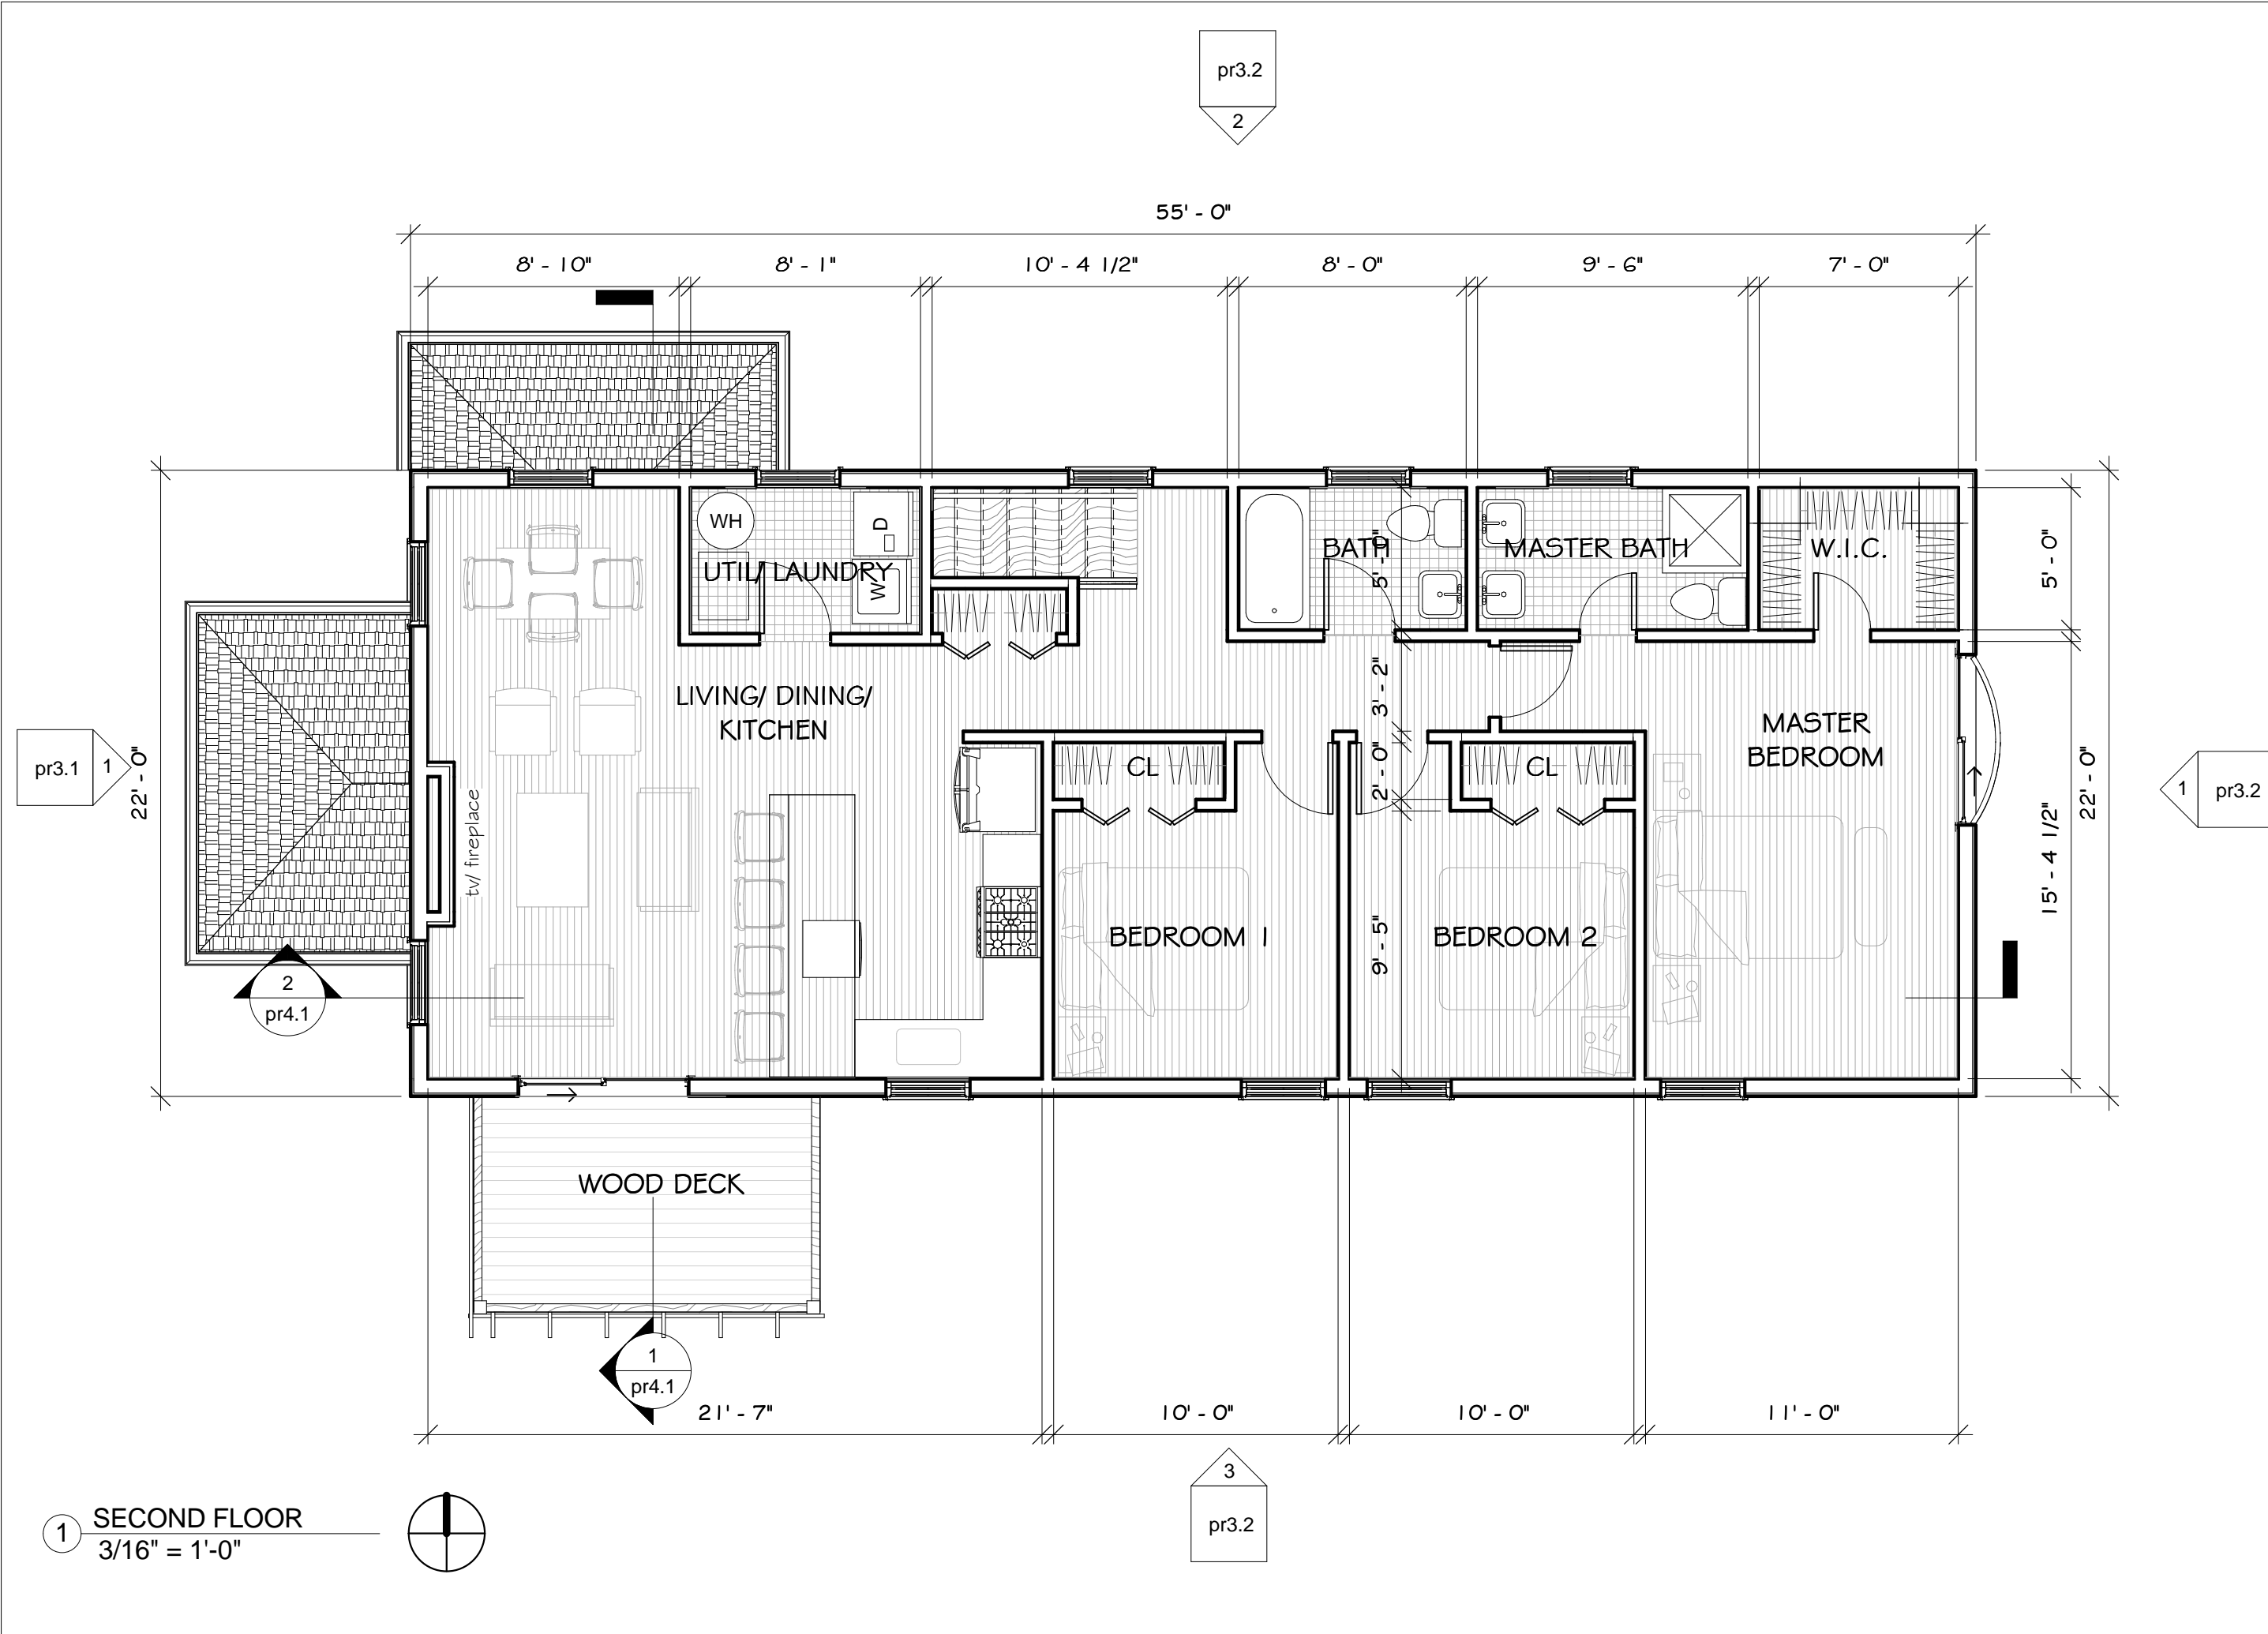 pr3.2
2
55' - 0"
8' - 10"
8' - 1"
10' - 4 1/2"
8' - 0"
9' - 6"
7' - 0"
WH
D
UTIL/ LAUNDRY
W
BATH
5' - 0"
MASTER BATH
W.I.C.
5' - 0"
LIVING/ DINING/
KITCHEN
3' - 2"
MASTER
BEDROOM
pr3.1
1
22' - 0"
CL
2' - 0"
CL
22' - 0"
1
pr3.2
tv/ fireplace
15' - 4 1/2"
BEDROOM 1
9' - 5"
BEDROOM 2
2
pr4.1
WOOD DECK
1
pr4.1
21' - 7"
10' - 0"
10' - 0"
11' - 0"
3
pr3.2
1
SECOND FLOOR
3/16" = 1'-0"